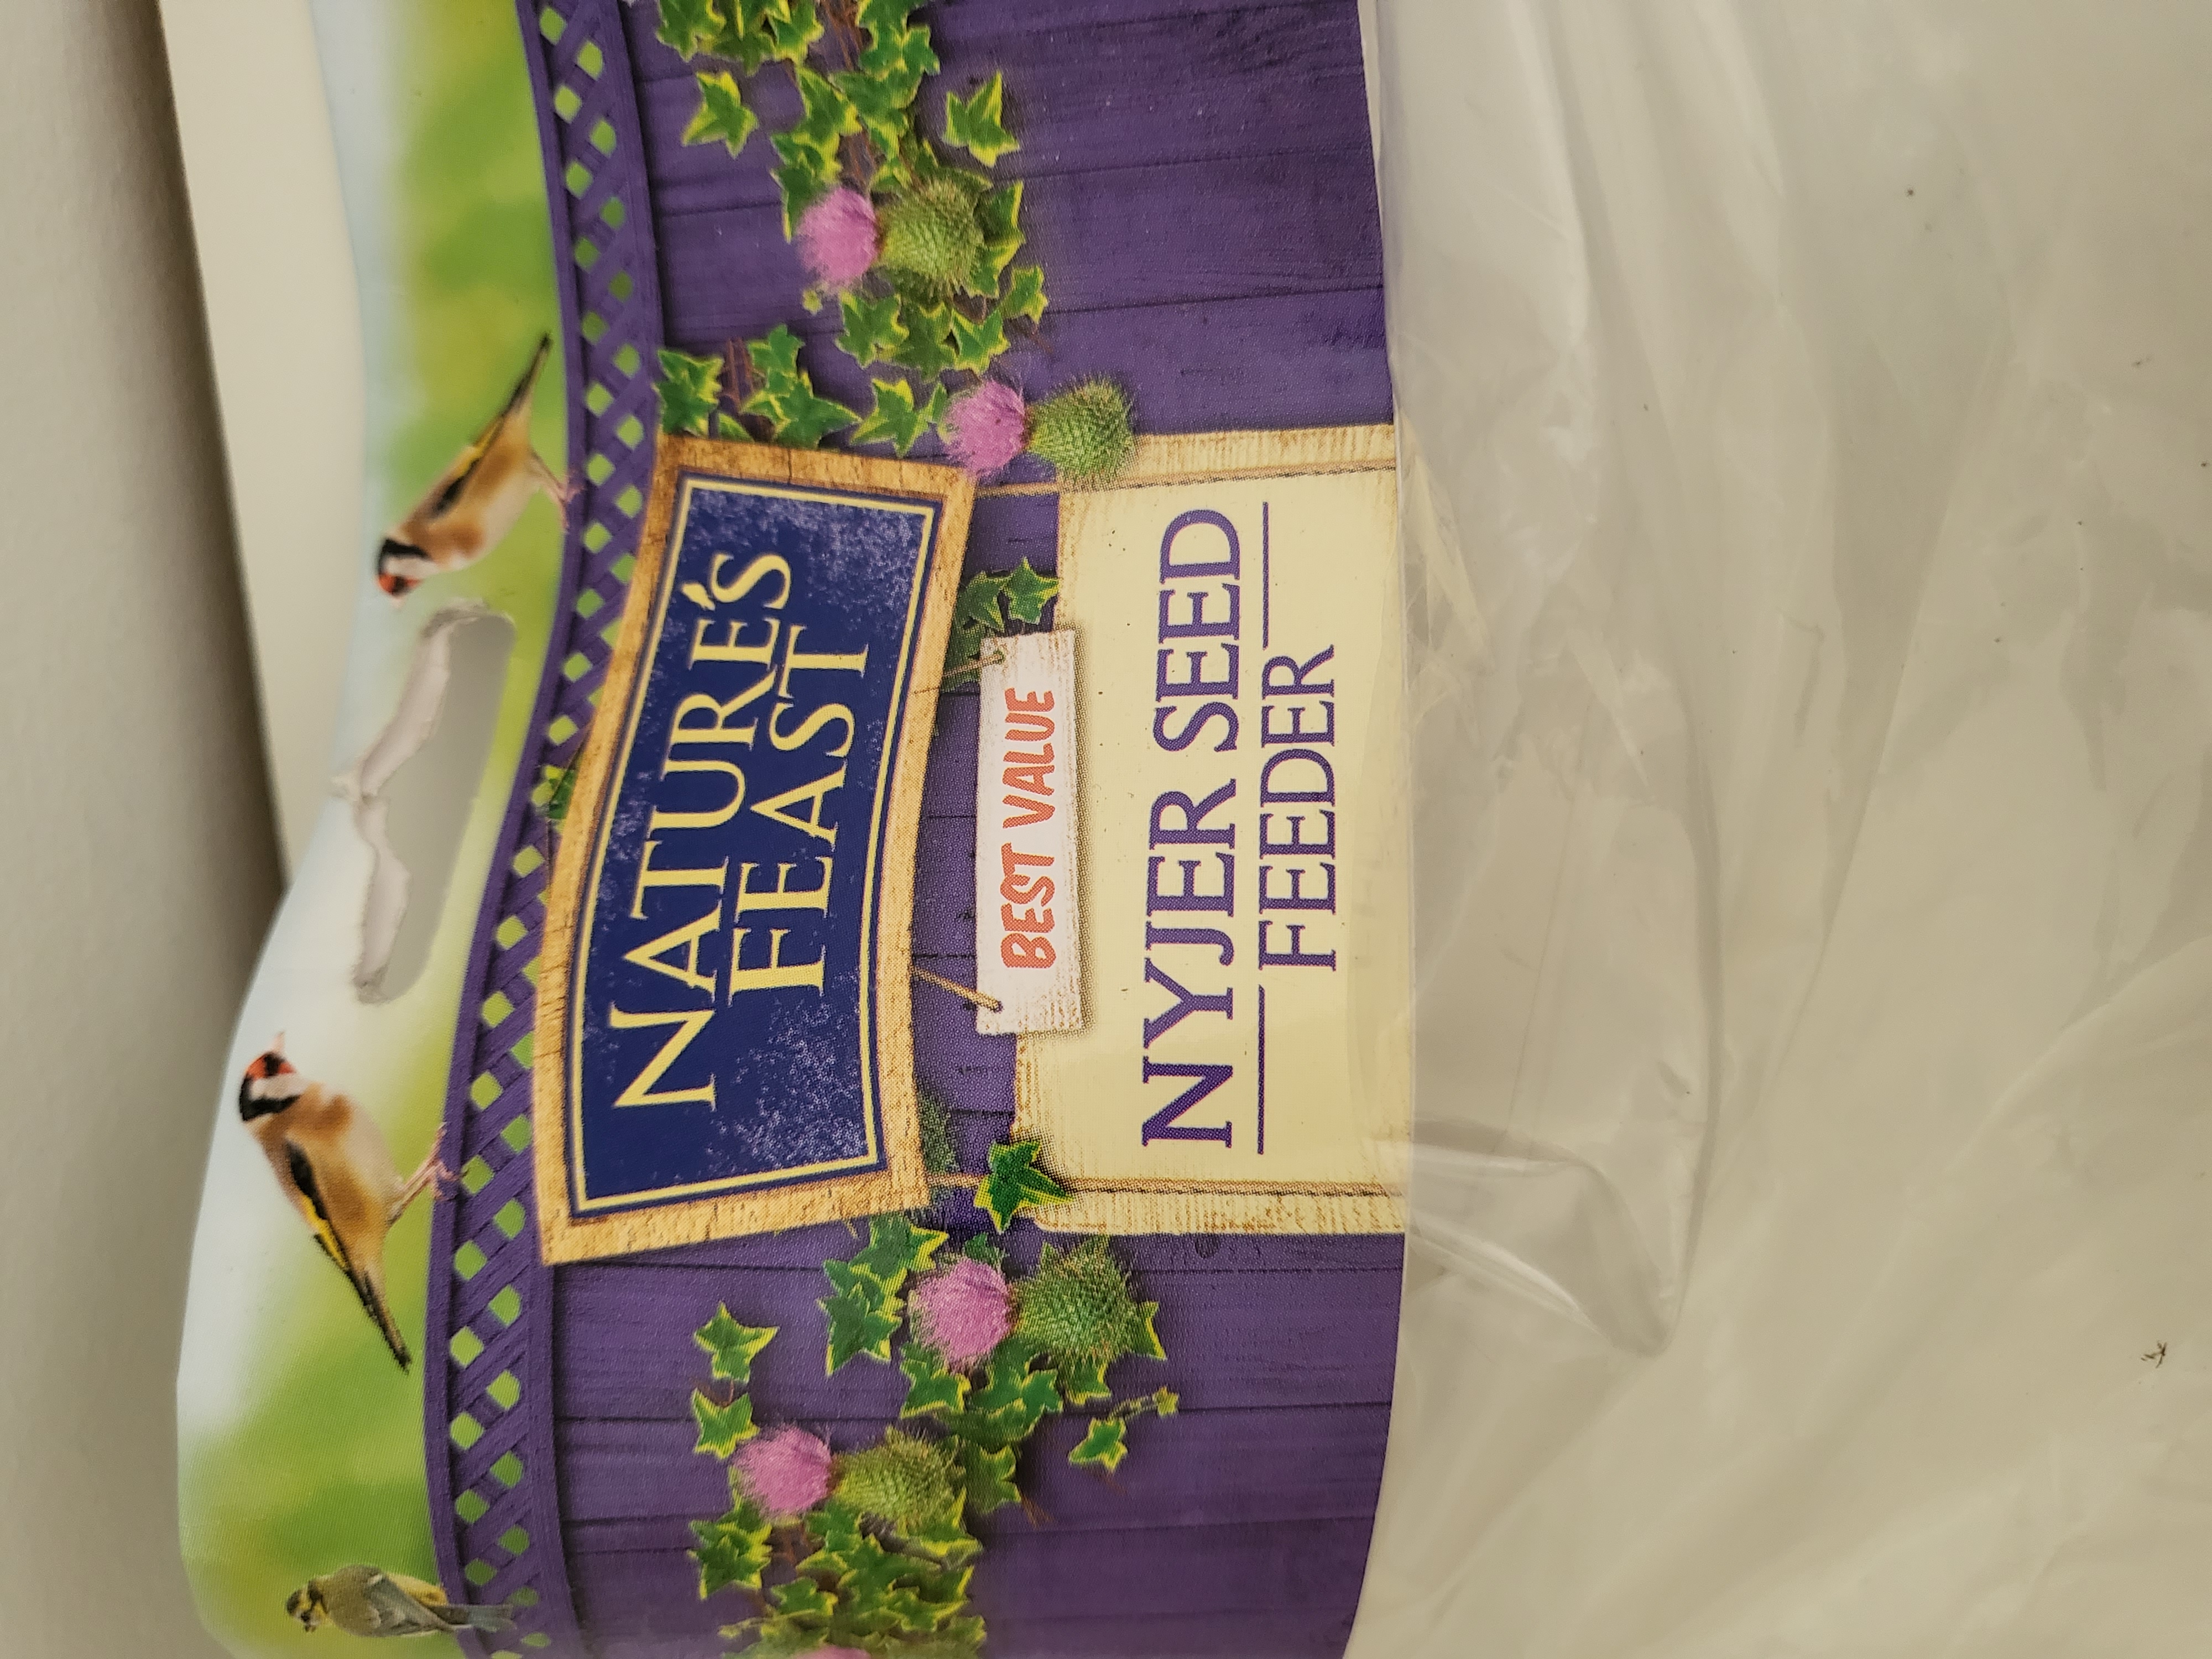 NATURE'S
FEAST
BEST VALUE
NYJER SEED
FEEDER